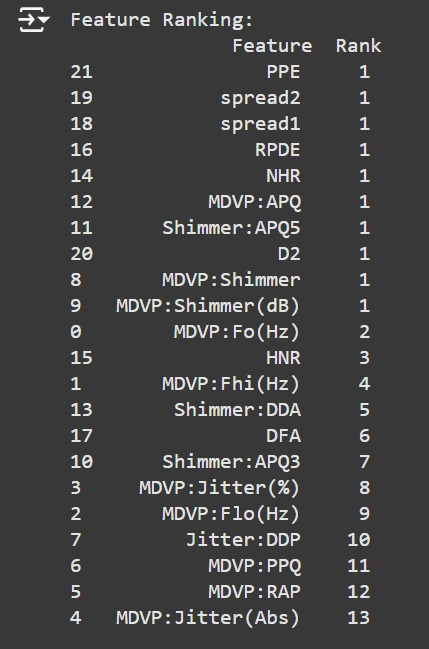 Feature Ranking:
Feature Rank
21 PPE 1
19 spread2 1
18 spread1 1
16 RPDE 1
14 NHR 1
12 MDVP:APQ 1
11 Shimmer:APQ5 1
20 D2 1
8 MDVP:Shimmer 1
9 MDVP:Shimmer(dB) 1
0 MDVP:Fo(Hz) 2
15 HNR 3
1 MDVP:Fhi(Hz) 4
13 Shimmer:DDA 5
17 DFA 6
10 Shimmer:APQ3 7
3 MDVP:Jitter(%) 8
2 MDVP:Flo(Hz) 9
7 Jitter:DDP 10
6 MDVP:PPQ 11
5 MDVP:RAP 12
4 MDVP:Jitter(Abs) 13